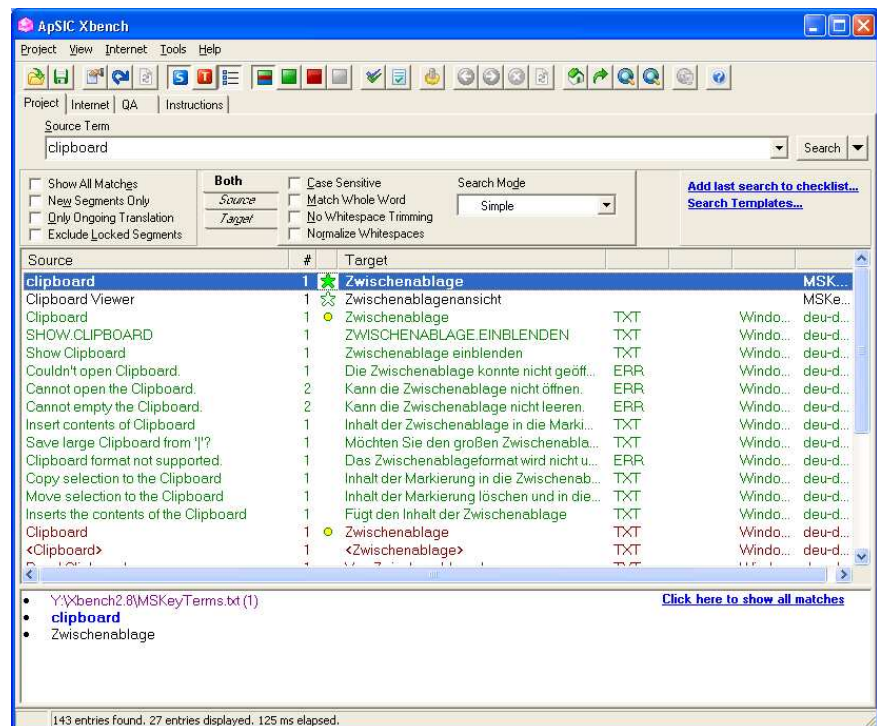 ApSIC Xbench
Project View Internet Tools Help
Project Internet QA Instructions
Source Term
clipboard Search
Show All Matches
New Segments Only
Only Ongoing Translation
Exclude Locked Segments
Both
Source
Target
Case Sensitive
Match Whole Word
No Whitespace Trimming
Normalize Whitespaces
Search Mode
Simple
Add last search to checklist...
Search Templates...
Source # Target
clipboard 1 Zwischenablage MSK...
Clipboard Viewer 1 Zwischenablagenansicht MSKe...
Clipboard 1 Zwischenablage TXT Windo... deu-d...
SHOW.CLIPBOARD 1 ZWISCHENABLAGE.EINBLENDEN TXT Windo... deu-d...
Show Clipboard 1 Zwischenablage einblenden TXT Windo... deu-d...
Couldn't open Clipboard. 1 Die Zwischenablage konnte nicht geöff... ERR Windo... deu-d...
Cannot open the Clipboard. 2 Kann die Zwischenablage nicht öffnen. ERR Windo... deu-d...
Cannot empty the Clipboard. 2 Kann die Zwischenablage nicht leeren. ERR Windo... deu-d...
Insert contents of Clipboard 1 Inhalt der Zwischenablage in die Marki... TXT Windo... deu-d...
Save large Clipboard from '|'? 1 Möchten Sie den großen Zwischenabla... TXT Windo... deu-d...
Clipboard format not supported. 1 Das Zwischenablageformat wird nicht u... ERR Windo... deu-d...
Copy selection to the Clipboard 1 Inhalt der Markierung in die Zwischenab... TXT Windo... deu-d...
Move selection to the Clipboard 1 Inhalt der Markierung löschen und in die... TXT Windo... deu-d...
Inserts the contents of the Clipboard 1 Fügt den Inhalt der Zwischenablage TXT Windo... deu-d...
Clipboard 1 Zwischenablage TXT Windo... deu-d...
<Clipboard> 1 <Zwischenablage> TXT Windo... deu-d...
Y:\Xbench2.8\MSKeyTerms.txt (1) Click here to show all matches
clipboard
Zwischenablage
143 entries found. 27 entries displayed. 125 ms elapsed.